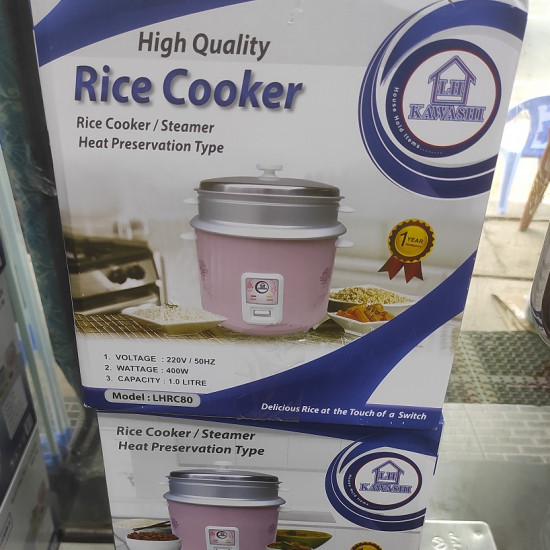 High Quality
Rice Cooker
Rice Cooker / Steamer
Heat Preservation Type
LH
KAWASHI
House Hold Items........
1 YEAR
1. VOLTAGE : 220V / 50HZ
2. WATTAGE : 400W
3. CAPACITY : 1.0 LITRE
Model : LHRC80
Delicious Rice at the Touch of a Switch
Rice Cooker / Steamer
Heat Preservation Type
LH
KAWASHI